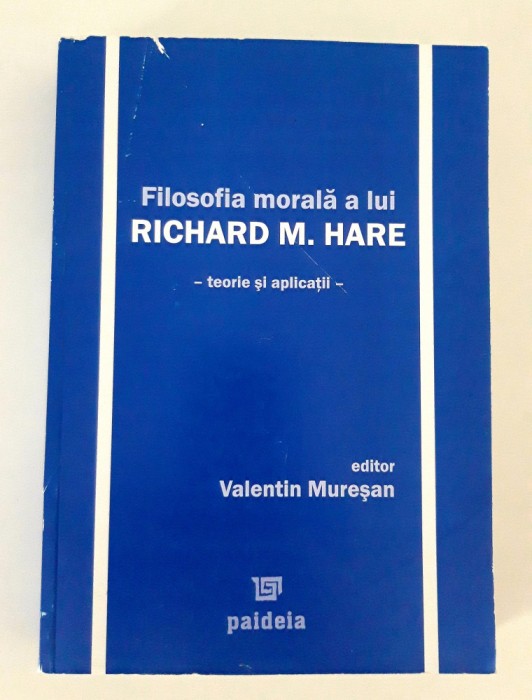 Filosofia morală a lui
RICHARD M. HARE
– teorie şi aplicaţii –
editor
Valentin Mureşan
paideia